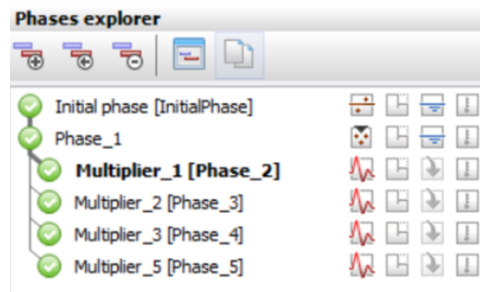 Phases explorer
Initial phase [InitialPhase]
Phase_1
Multiplier_1 [Phase_2]
Multiplier_2 [Phase_3]
Multiplier_3 [Phase_4]
Multiplier_5 [Phase_5]